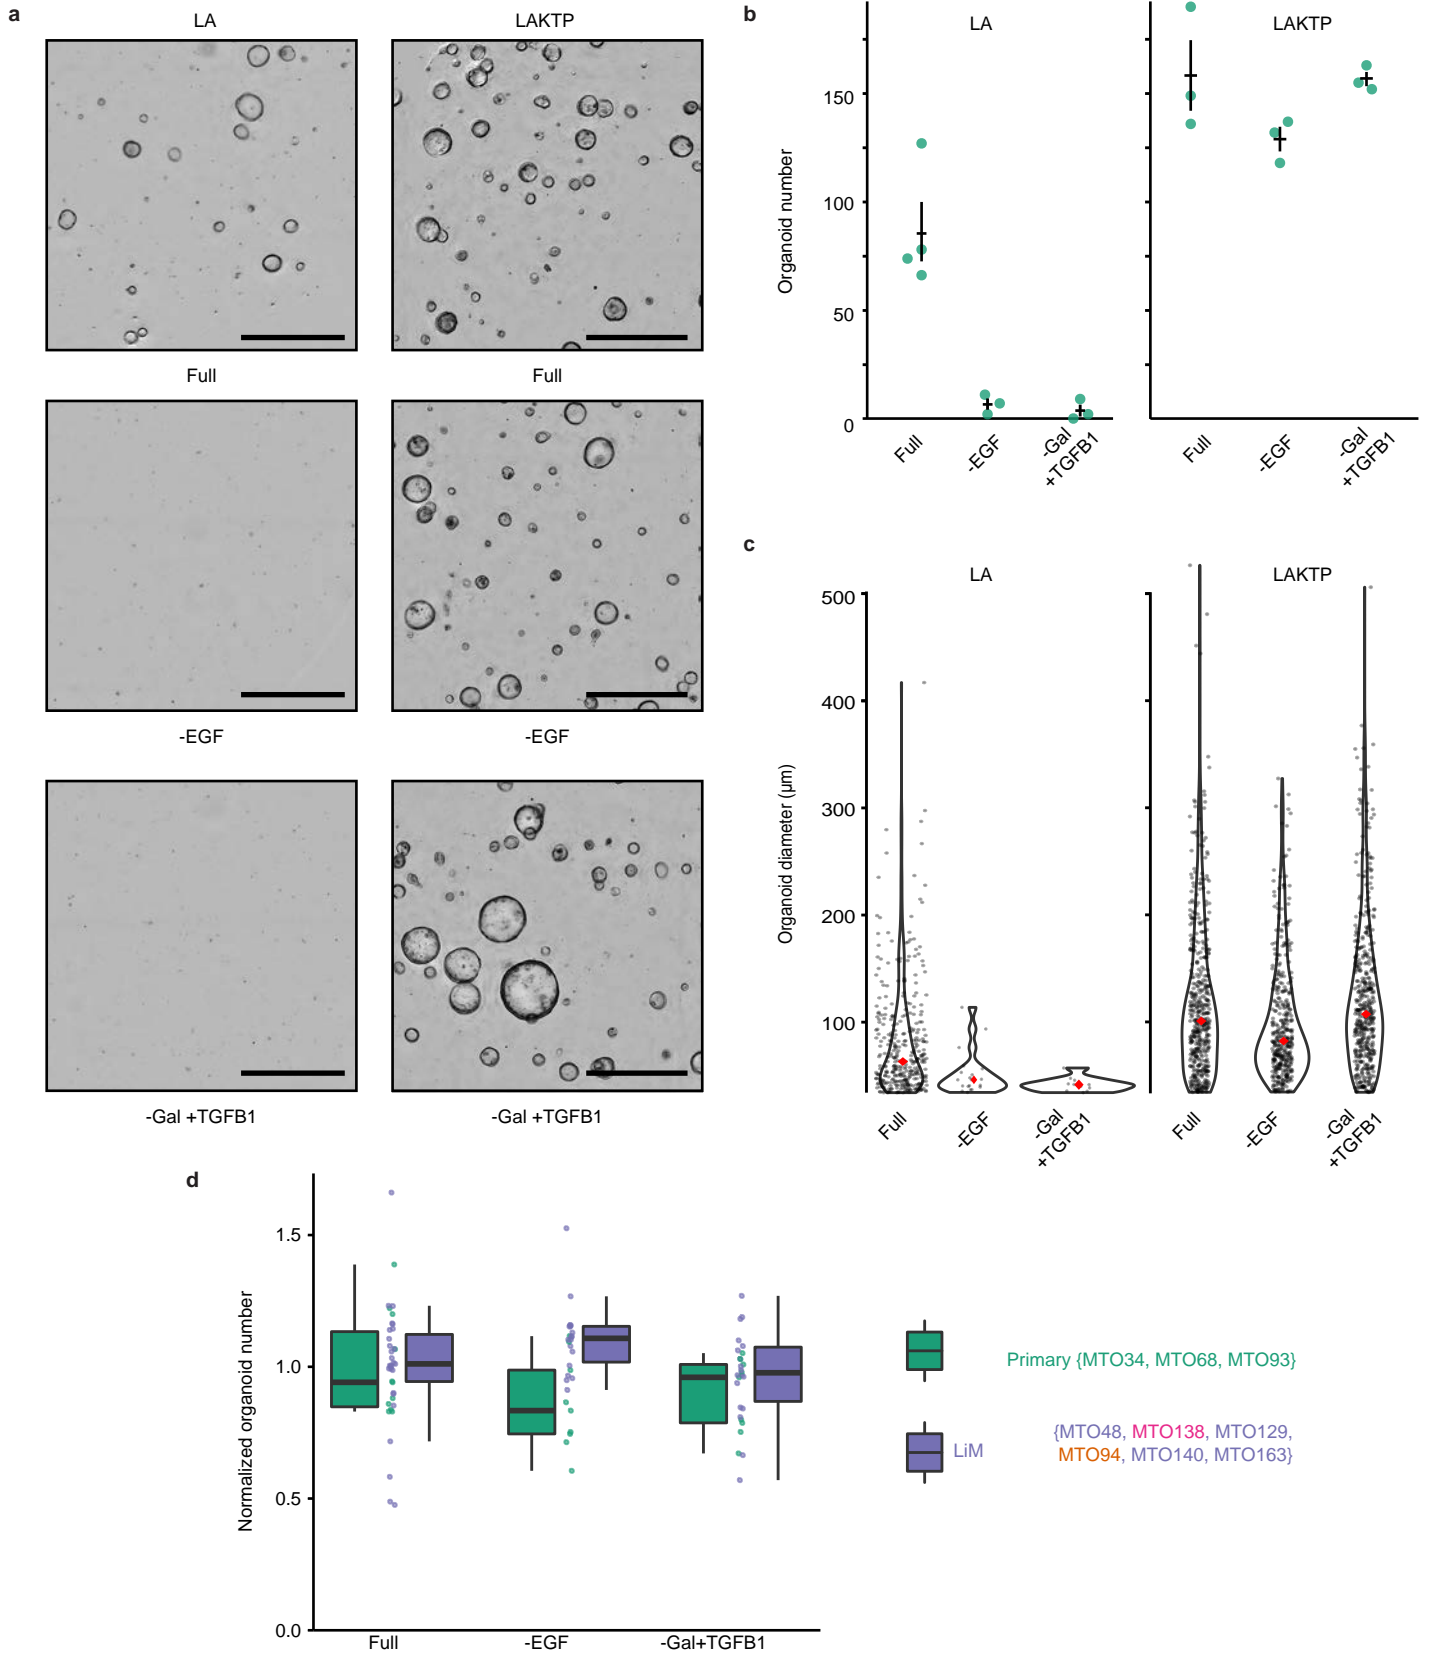 a
LA
LAKTP
Full
Full
-EGF
-EGF
-Gal +TGFB1
-Gal +TGFB1
b
LA
LAKTP
Organoid number
150
100
50
0
Full
-EGF
-Gal
+TGFB1
Full
-EGF
-Gal
+TGFB1
c
LA
LAKTP
Organoid diameter (µm)
500
400
300
200
100
Full
-EGF
-Gal
+TGFB1
Full
-EGF
-Gal
+TGFB1
d
Normalized organoid number
1.5
1.0
0.5
0.0
Full
-EGF
-Gal+TGFB1
Primary {MTO34, MTO68, MTO93}
LiM
{MTO48, MTO138, MTO129,
MTO94, MTO140, MTO163}